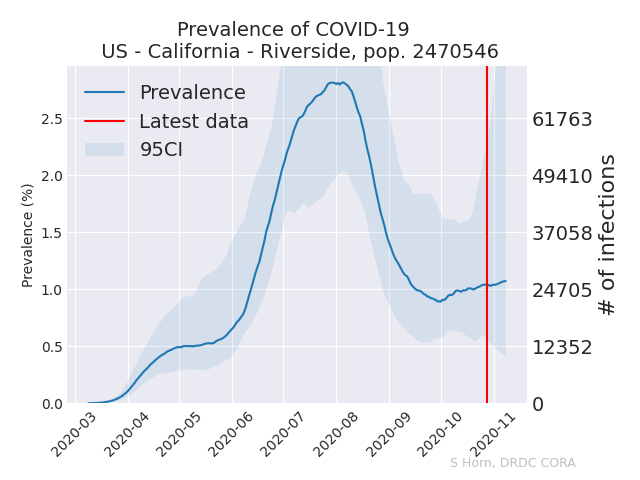 Prevalence of COVID-19
US - California - Riverside, pop. 2470546
Prevalence
Latest data
95CI
Prevalence (%)
2.5
2.0
1.5
1.0
0.5
0.0
61763
49410
37058
24705
12352
0
# of infections
2020-03
2020-04
2020-05
2020-06
2020-07
2020-08
2020-09
2020-10
2020-11
S Horn, DRDC CORA